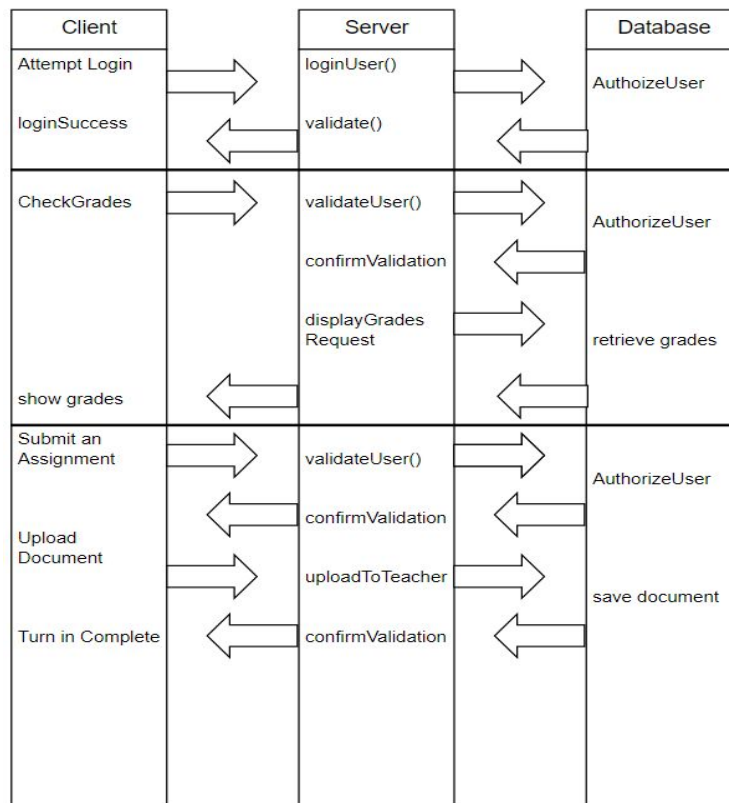 Client
Server
Database
Attempt Login
loginUser()
AuthoizeUser
loginSuccess
validate()
CheckGrades
validateUser()
AuthorizeUser
confirmValidation
displayGrades
Request
retrieve grades
show grades
Submit an
Assignment
validateUser()
AuthorizeUser
confirmValidation
Upload
Document
uploadToTeacher
save document
Turn in Complete
confirmValidation